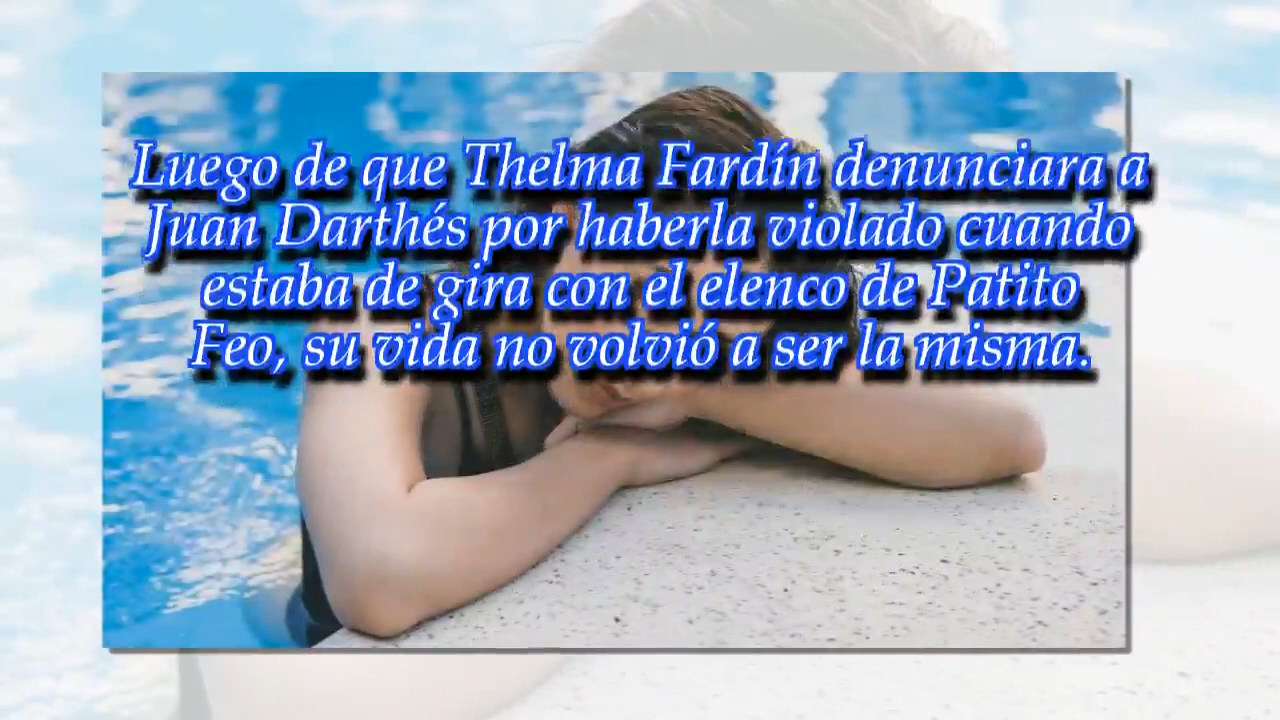 Luego de que Thelma Fardín denunciara a
Juan Darthés por haberla violado cuando
estaba de gira con el elenco de Patito
Feo, su vida no volvió a ser la misma.